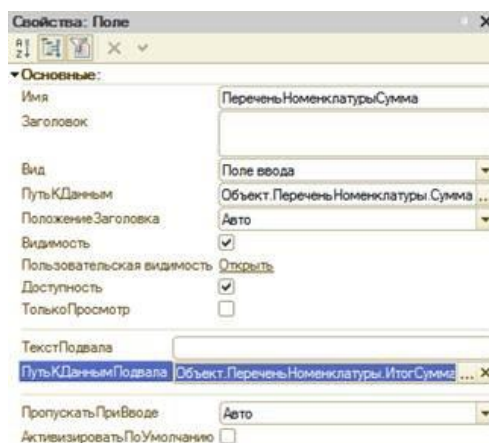 Свойства: Поле
Основные:
Имя ПереченьНоменклатурыСумма
Заголовок
Вид Поле ввода
ПутьКДанным Объект.ПереченьНоменклатуры.Сумма ...
ПоложениеЗаголовка Авто
Видимость
Пользовательская видимость Открыть
Доступность
ТолькоПросмотр
ТекстПодвала
ПутьКДаннымПодвала Объект.ПереченьНоменклатуры.ИтогСумма ...
ПропускатьПриВводе Авто
АктивизироватьПоУмолчанию